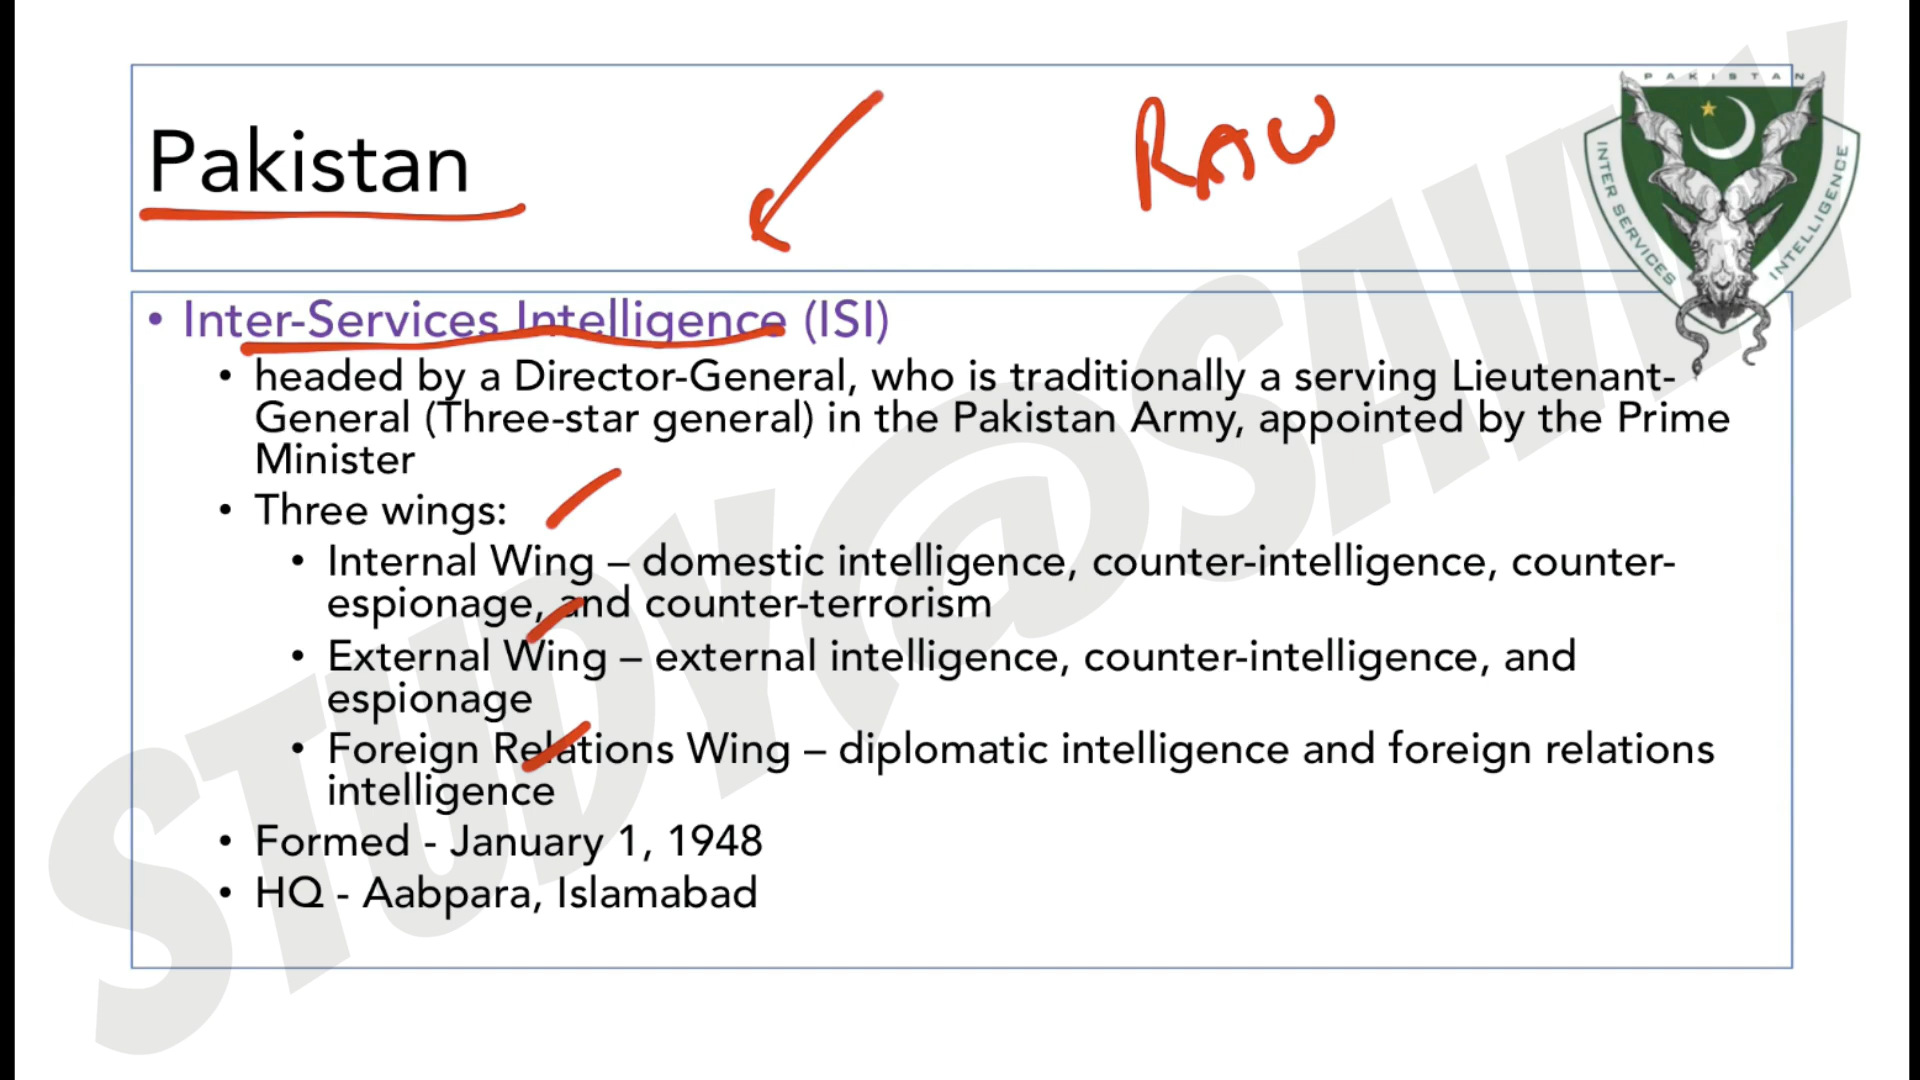 PAKISTAN
RAW
Pakistan
INTER SERVICES
INTELLIGENCE
• Inter-Services Intelligence (ISI)
• headed by a Director-General, who is traditionally a serving Lieutenant-
General (Three-star general) in the Pakistan Army, appointed by the Prime
Minister
• Three wings:
• Internal Wing – domestic intelligence, counter-intelligence, counter-
espionage, and counter-terrorism
• External Wing – external intelligence, counter-intelligence, and
espionage
• Foreign Relations Wing – diplomatic intelligence and foreign relations
intelligence
• Formed - January 1, 1948
• HQ - Aabpara, Islamabad
STUDY@SAVVY